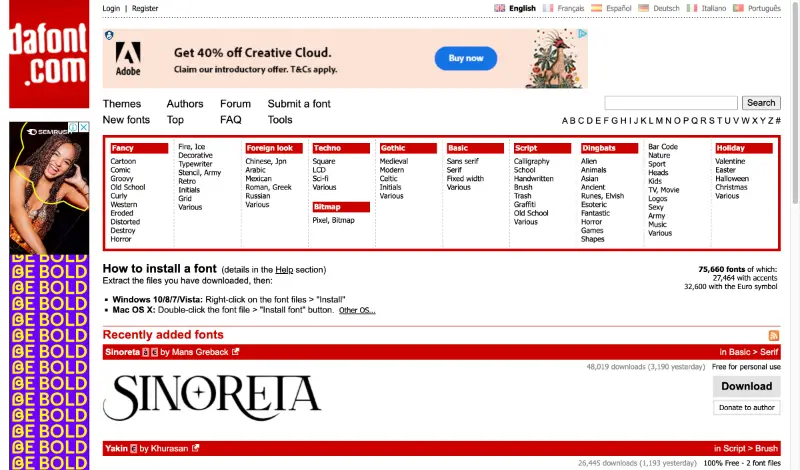 dafont
.com
Login | Register
English Français Español Deutsch Italiano Português
Adobe
Get 40% off Creative Cloud.
Claim our introductory offer. T&Cs apply.
Buy now
Themes Authors Forum Submit a font
New fonts Top FAQ Tools
Search
A B C D E F G H I J K L M N O P Q R S T U V W X Y Z #
SEMRUSH
Fancy
Cartoon
Comic
Groovy
Old School
Curly
Western
Eroded
Distorted
Destroy
Horror
Fire, Ice
Decorative
Typewriter
Stencil, Army
Retro
Initials
Grid
Various
Foreign look
Chinese, Jpn
Arabic
Mexican
Roman, Greek
Russian
Various
Techno
Square
LCD
Sci-fi
Various
Bitmap
Pixel, Bitmap
Gothic
Medieval
Modern
Celtic
Initials
Various
Basic
Sans serif
Serif
Fixed width
Various
Script
Calligraphy
School
Handwritten
Brush
Trash
Graffiti
Old School
Various
Dingbats
Alien
Animals
Asian
Ancient
Runes, Elvish
Esoteric
Fantastic
Horror
Games
Shapes
Bar Code
Nature
Sport
Heads
Kids
TV, Movie
Logos
Sexy
Army
Music
Various
Holiday
Valentine
Easter
Halloween
Christmas
Various
BE BOLD
BE BOLD
BE BOLD
BE BOLD
BE BOLD
BE BOLD
BE BOLD
BE BOLD
BE BOLD
BE BOLD
BE BOLD
BE BOLD
BE BOLD
How to install a font (details in the Help section)
Extract the files you have downloaded, then:
Windows 10/8/7/Vista: Right-click on the font files > "Install"
Mac OS X: Double-click the font file > "Install font" button. Other OS...
75,660 fonts of which:
27,464 with accents
32,600 with the Euro symbol
Recently added fonts
Sinoreta à € by Mans Greback
in Basic > Serif
48,019 downloads (3,190 yesterday) Free for personal use
SINORETA
Download
Donate to author
Yakin € by Khurasan
in Script > Brush
26,445 downloads (1,193 yesterday) 100% Free - 2 font files